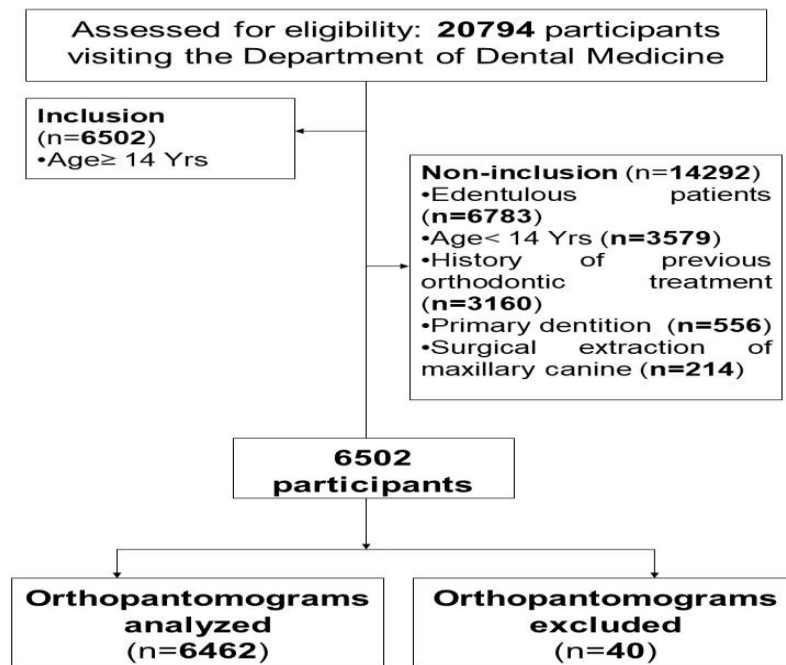 Assessed for eligibility: 20794 participants
visiting the Department of Dental Medicine
Inclusion
(n=6502)
•Age≥ 14 Yrs
Non-inclusion (n=14292)
•Edentulous patients
(n=6783)
•Age< 14 Yrs (n=3579)
•History of previous
orthodontic treatment
(n=3160)
•Primary dentition (n=556)
•Surgical extraction of
maxillary canine (n=214)
6502
participants
Orthopantomograms
analyzed
(n=6462)
Orthopantomograms
excluded
(n=40)